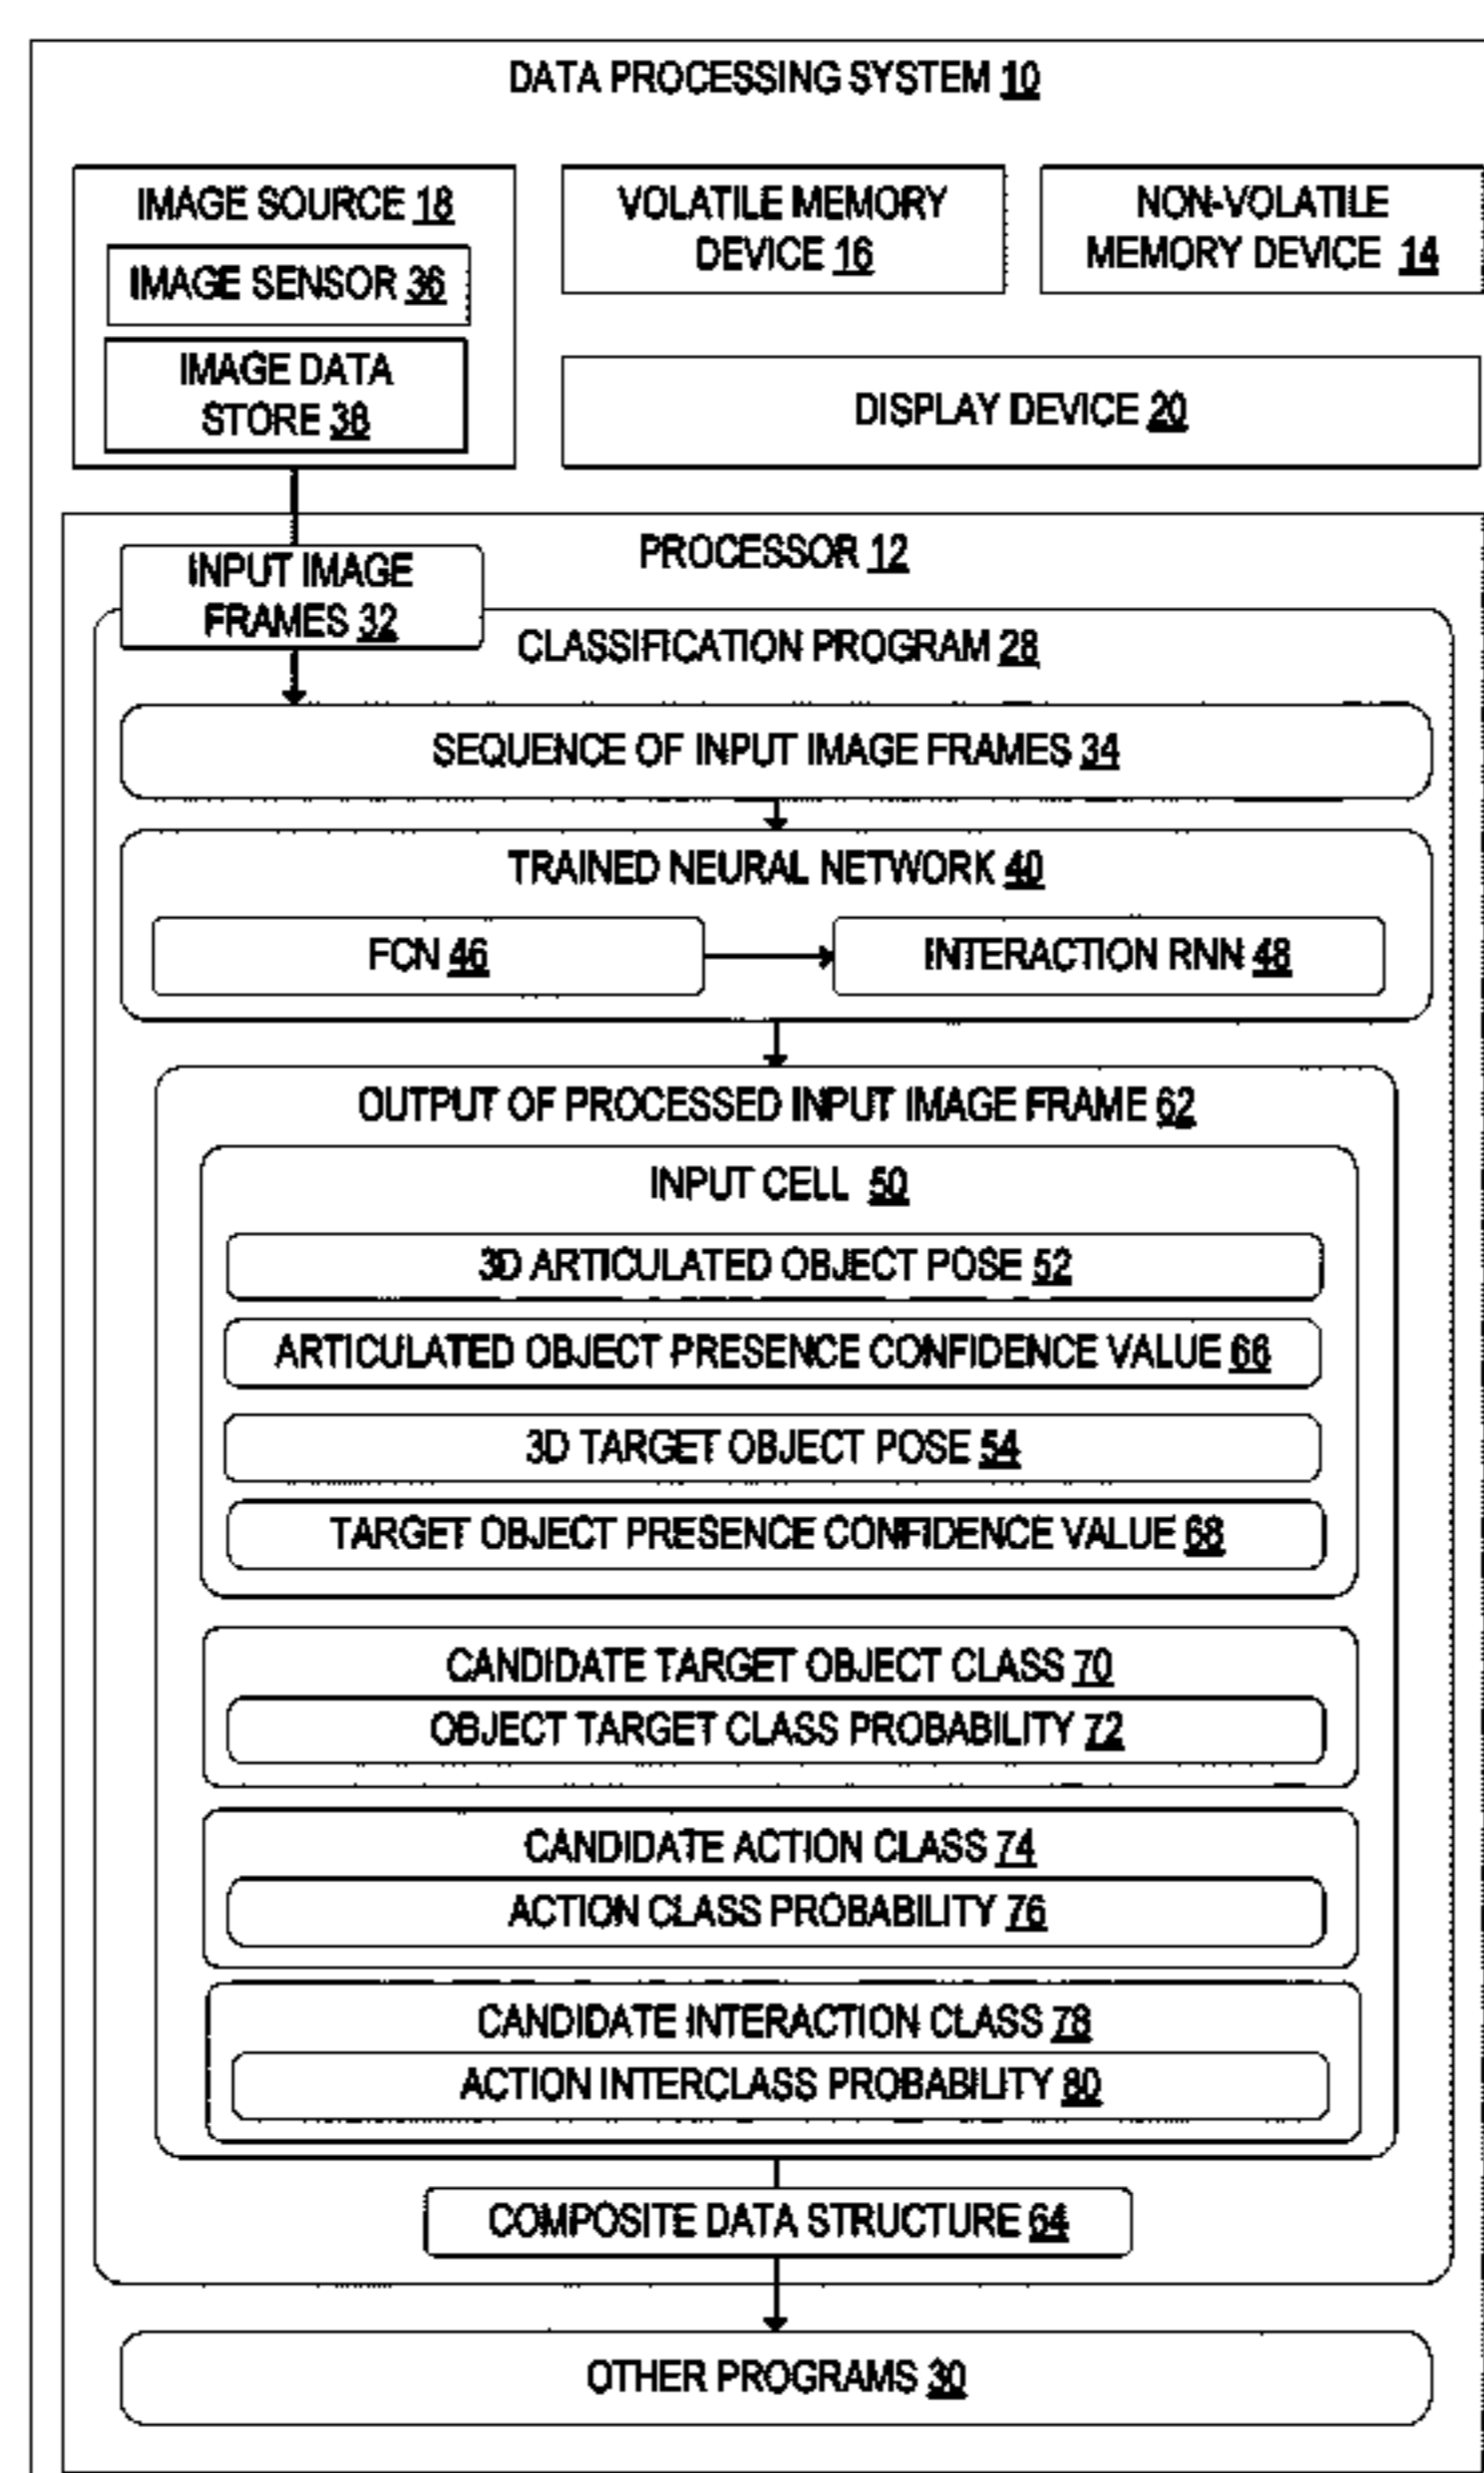 DATA PROCESSING SYSTEM 10
IMAGE SOURCE 18
IMAGE SENSOR 36
IMAGE DATA
STORE 38
VOLATILE MEMORY
DEVICE 16
NON-VOLATILE
MEMORY DEVICE 14
DISPLAY DEVICE 20
PROCESSOR 12
INPUT IMAGE
FRAMES 32
CLASSIFICATION PROGRAM 28
SEQUENCE OF INPUT IMAGE FRAMES 34
TRAINED NEURAL NETWORK 40
FCN 46
INTERACTION RNN 48
OUTPUT OF PROCESSED INPUT IMAGE FRAME 62
INPUT CELL 50
3D ARTICULATED OBJECT POSE 52
ARTICULATED OBJECT PRESENCE CONFIDENCE VALUE 66
3D TARGET OBJECT POSE 54
TARGET OBJECT PRESENCE CONFIDENCE VALUE 68
CANDIDATE TARGET OBJECT CLASS 70
OBJECT TARGET CLASS PROBABILITY 72
CANDIDATE ACTION CLASS 74
ACTION CLASS PROBABILITY 76
CANDIDATE INTERACTION CLASS 78
ACTION INTERCLASS PROBABILITY 80
COMPOSITE DATA STRUCTURE 64
OTHER PROGRAMS 30